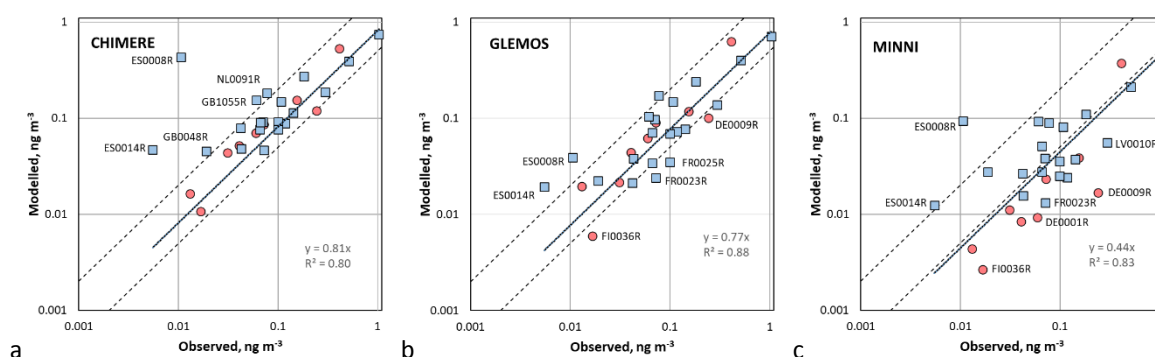 CHIMERE
Modelled, ng m⁻³
1
0.1
0.01
0.001
ES0008R
NL0091R
GB1055R
GB0048R
ES0014R
y = 0.81x
R² = 0.80
0.001
0.01
0.1
1
Observed, ng m⁻³
a
GLEMOS
Modelled, ng m⁻³
1
0.1
0.01
0.001
DE0009R
ES0008R
FR0025R
FR0023R
ES0014R
FI0036R
y = 0.77x
R² = 0.88
0.001
0.01
0.1
1
Observed, ng m⁻³
b
MINNI
Modelled, ng m⁻³
1
0.1
0.01
0.001
ES0008R
LV0010R
DE0009R
ES0014R
FR0023R
DE0001R
FI0036R
y = 0.44x
R² = 0.83
0.001
0.01
0.1
Observed, ng m⁻³
c